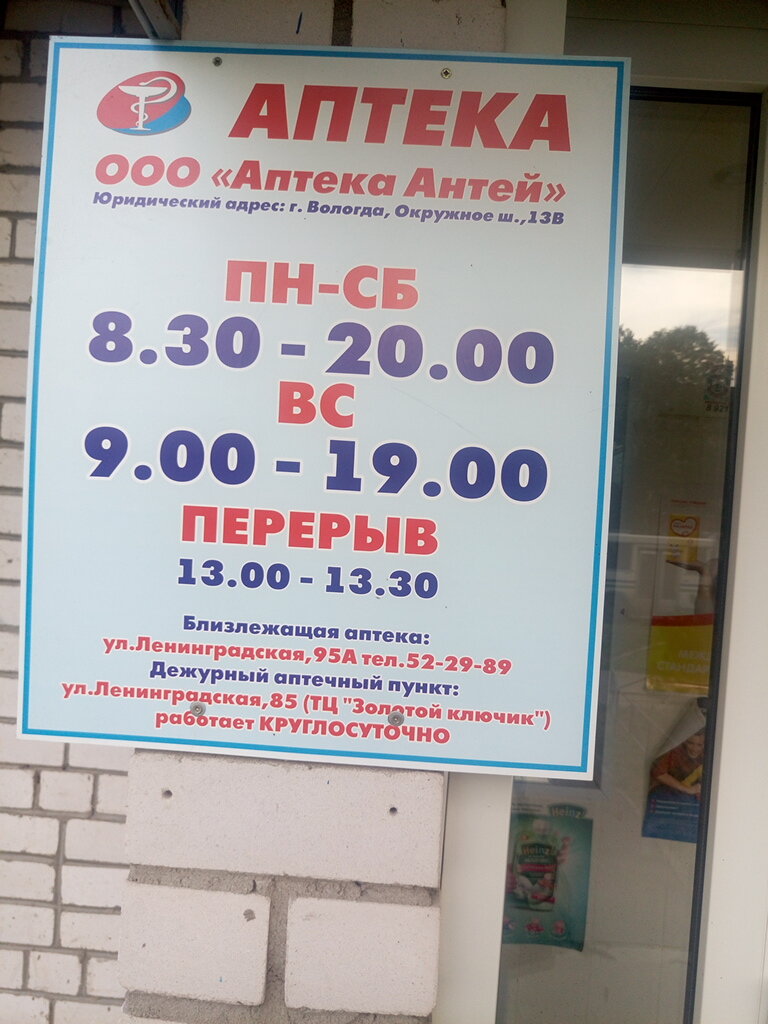 АПТЕКА
ООО «Аптека Антей»
Юридический адрес: г. Вологда, Окружное ш.,13В
ПН-СБ
8.30 - 20.00
ВС
9.00 - 19.00
ПЕРЕРЫВ
13.00 - 13.30
Близлежащая аптека:
ул.Ленинградская,95А тел.52-29-89
Дежурный аптечный пункт:
ул.Ленинградская,85 (ТЦ "Золотой ключик")
работает КРУГЛОСУТОЧНО
Heinz
Heinz